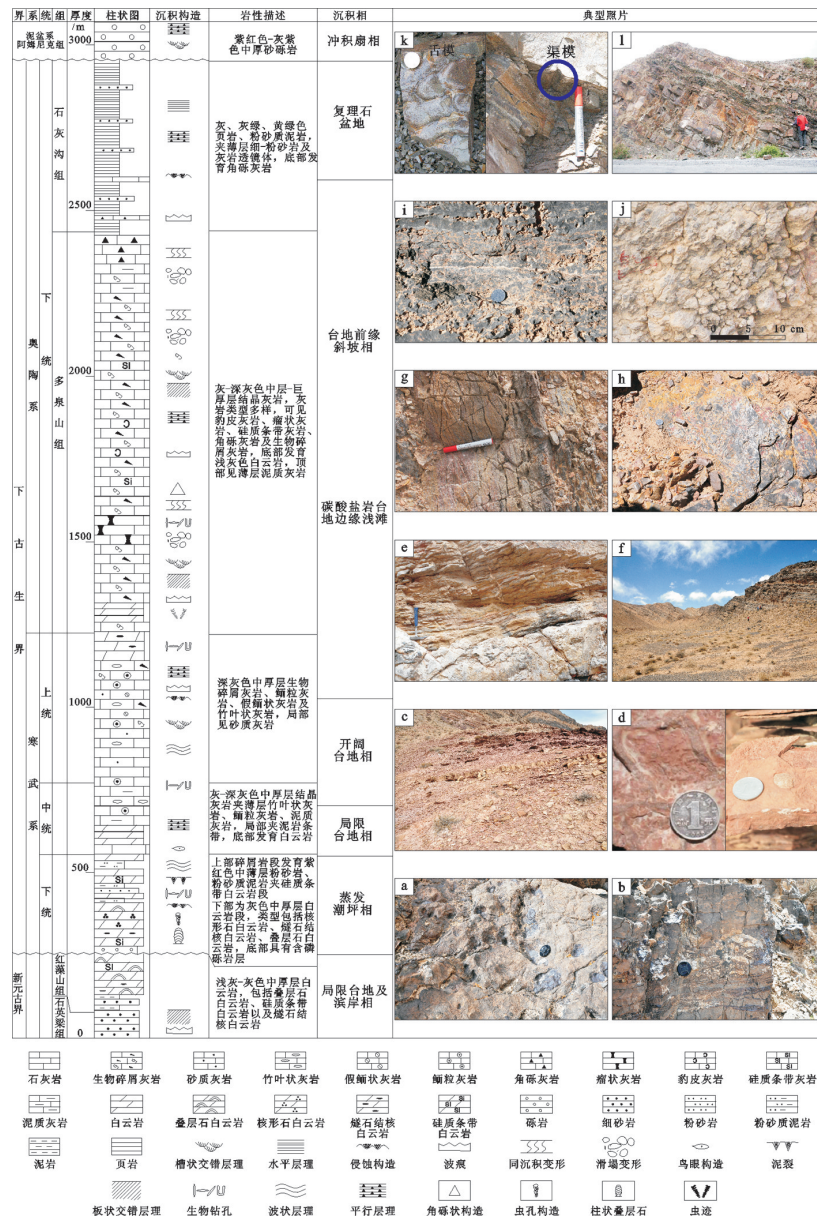 界 系 统 组 厚度/m 柱状图 沉积构造 岩性描述 沉积相 典型照片
泥盆系
阿姆尼克组
3000
紫红色-灰紫
色中厚砂砾岩
冲积扇相
石灰沟组
灰、灰绿、黄绿色
页岩、粉砂质泥岩,
夹薄层细-粉砂岩及
灰岩透镜体,底部发
育角砾灰岩
复理石
盆地
2500
下统
奥陶系
多泉山组
2000
Si
Si
1500
灰-深灰色中层-巨
厚层结晶灰岩,灰
岩类型多样,可见
豹皮灰岩、瘤状灰
岩、硅质条带灰岩、
角砾灰岩及生物碎
屑灰岩,底部发育
浅灰色白云岩,顶
部见薄层泥质灰岩
台地前缘
斜坡相
碳酸盐岩台
地边缘浅滩
下古生界
上统
寒武系
1000
深灰色中厚层生物
碎屑灰岩、鲕粒灰
岩、假鲕状灰岩及
竹叶状灰岩,局部
见砂质灰岩
开阔
台地相
中统
灰-深灰色中厚层结晶
灰岩夹薄层竹叶状灰
岩、鲕粒灰岩、泥质
灰岩,局部夹泥岩条
带,底部发育白云岩
局限
台地相
下统
500
Si
Si
上部碎屑岩段发育紫
红色中薄层粉砂岩、
粉砂质泥岩夹硅质条
带白云岩段
下部为灰色中厚层白
云岩段,类型包括核
形石白云岩、燧石结
核白云岩、叠层石白
云岩,底部具有含磷
砾岩层
蒸发
潮坪相
新元古界
红藻山组
石英梁组
Si
0
浅灰-灰色中厚层白
云岩,包括叠层石
白云岩、硅质条带
白云岩以及燧石结
核白云岩
局限台地及
滨岸相
k 舌模 渠模 l
i j
0 5 10 cm
g h
e f
c d
1
a b
石灰岩 生物碎屑灰岩 砂质灰岩 竹叶状灰岩 假鲕状灰岩 鲕粒灰岩 角砾灰岩 瘤状灰岩 豹皮灰岩 硅质条带灰岩
泥质灰岩 白云岩 叠层石白云岩 核形石白云岩 燧石结核白云岩 硅质条带白云岩 砾岩 细砂岩 粉砂岩 粉砂质泥岩
泥岩 页岩 槽状交错层理 水平层理 侵蚀构造 波痕 同沉积变形 滑塌变形 鸟眼构造 泥裂
板状交错层理 生物钻孔 波状层理 平行层理 角砾状构造 虫孔构造 柱状叠层石 虫迹